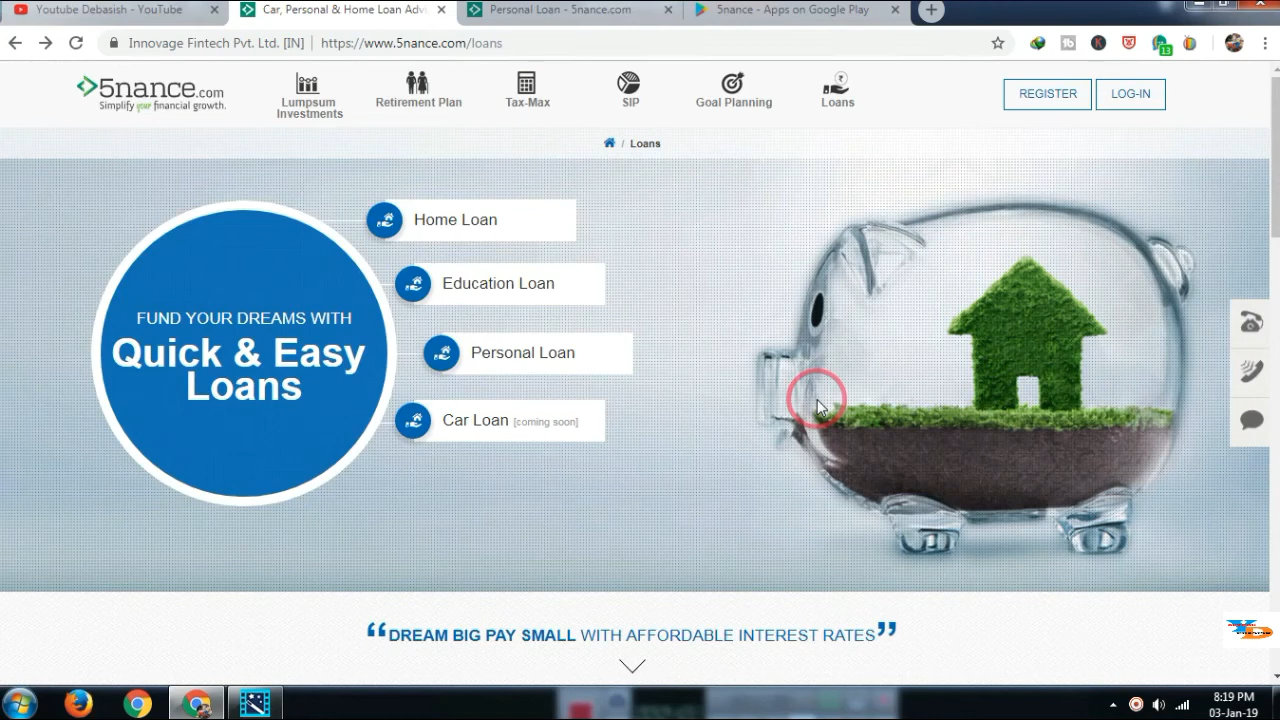 Youtube Debasish - YouTube
Car, Personal & Home Loan Adv
Personal Loan - 5nance.com
5nance - Apps on Google Play
Innovage Fintech Pvt. Ltd. [IN] | https://www.5nance.com/loans
13
5nance.com
Simplify your financial growth.
Lumpsum
Investments
Retirement Plan
Tax-Max
SIP
Goal Planning
Loans
REGISTER
LOG-IN
/ Loans
Home Loan
Education Loan
Personal Loan
Car Loan [coming soon]
FUND YOUR DREAMS WITH
Quick & Easy
Loans
“DREAM BIG PAY SMALL WITH AFFORDABLE INTEREST RATES”
8:19 PM
03-Jan-19